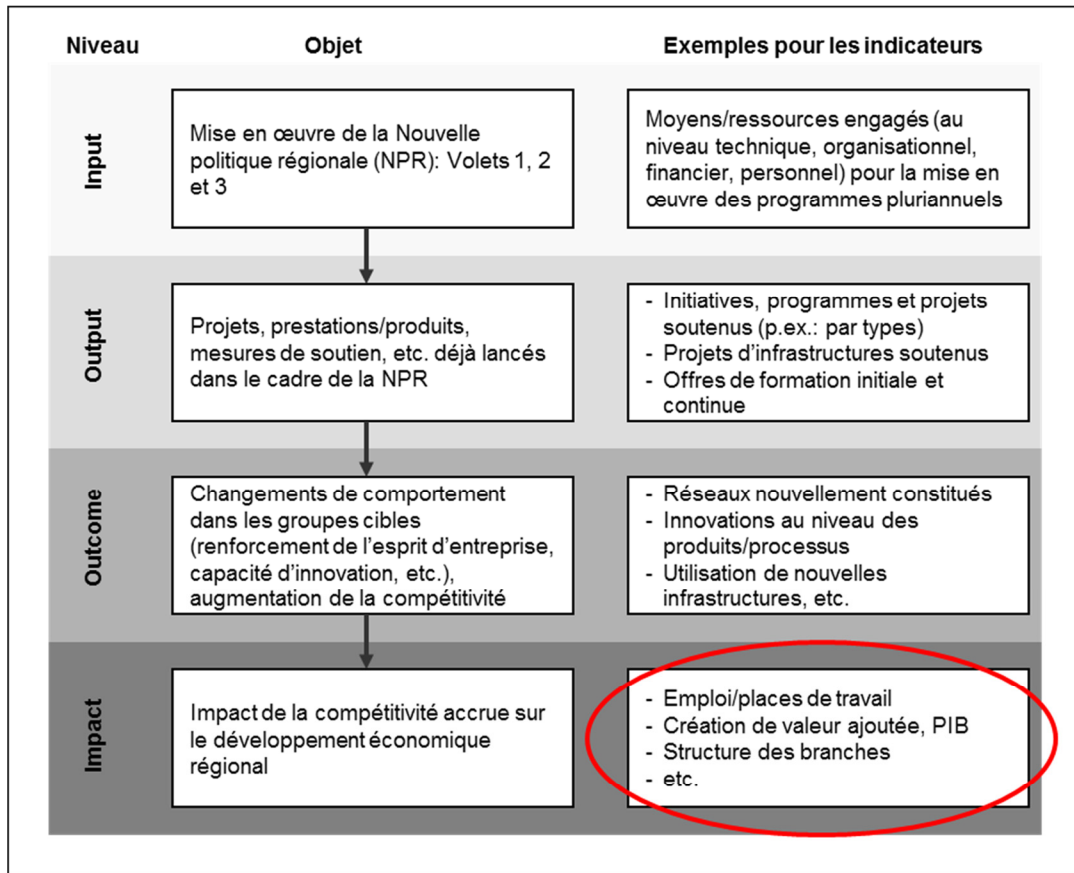 Niveau Objet Exemples pour les indicateurs
Input
Mise en œuvre de la Nouvelle
politique régionale (NPR): Volets 1, 2
et 3
Moyens/ressources engagés (au
niveau technique, organisationnel,
financier, personnel) pour la mise en
œuvre des programmes pluriannuels
Output
Projets, prestations/produits,
mesures de soutien, etc. déjà lancés
dans le cadre de la NPR
- Initiatives, programmes et projets
soutenus (p.ex.: par types)
- Projets d'infrastructures soutenus
- Offres de formation initiale et
continue
Outcome
Changements de comportement
dans les groupes cibles
(renforcement de l'esprit d'entreprise,
capacité d'innovation, etc.),
augmentation de la compétitivité
- Réseaux nouvellement constitués
- Innovations au niveau des
produits/processus
- Utilisation de nouvelles
infrastructures, etc.
Impact
Impact de la compétitivité accrue sur
le développement économique
régional
- Emploi/places de travail
- Création de valeur ajoutée, PIB
- Structure des branches
- etc.